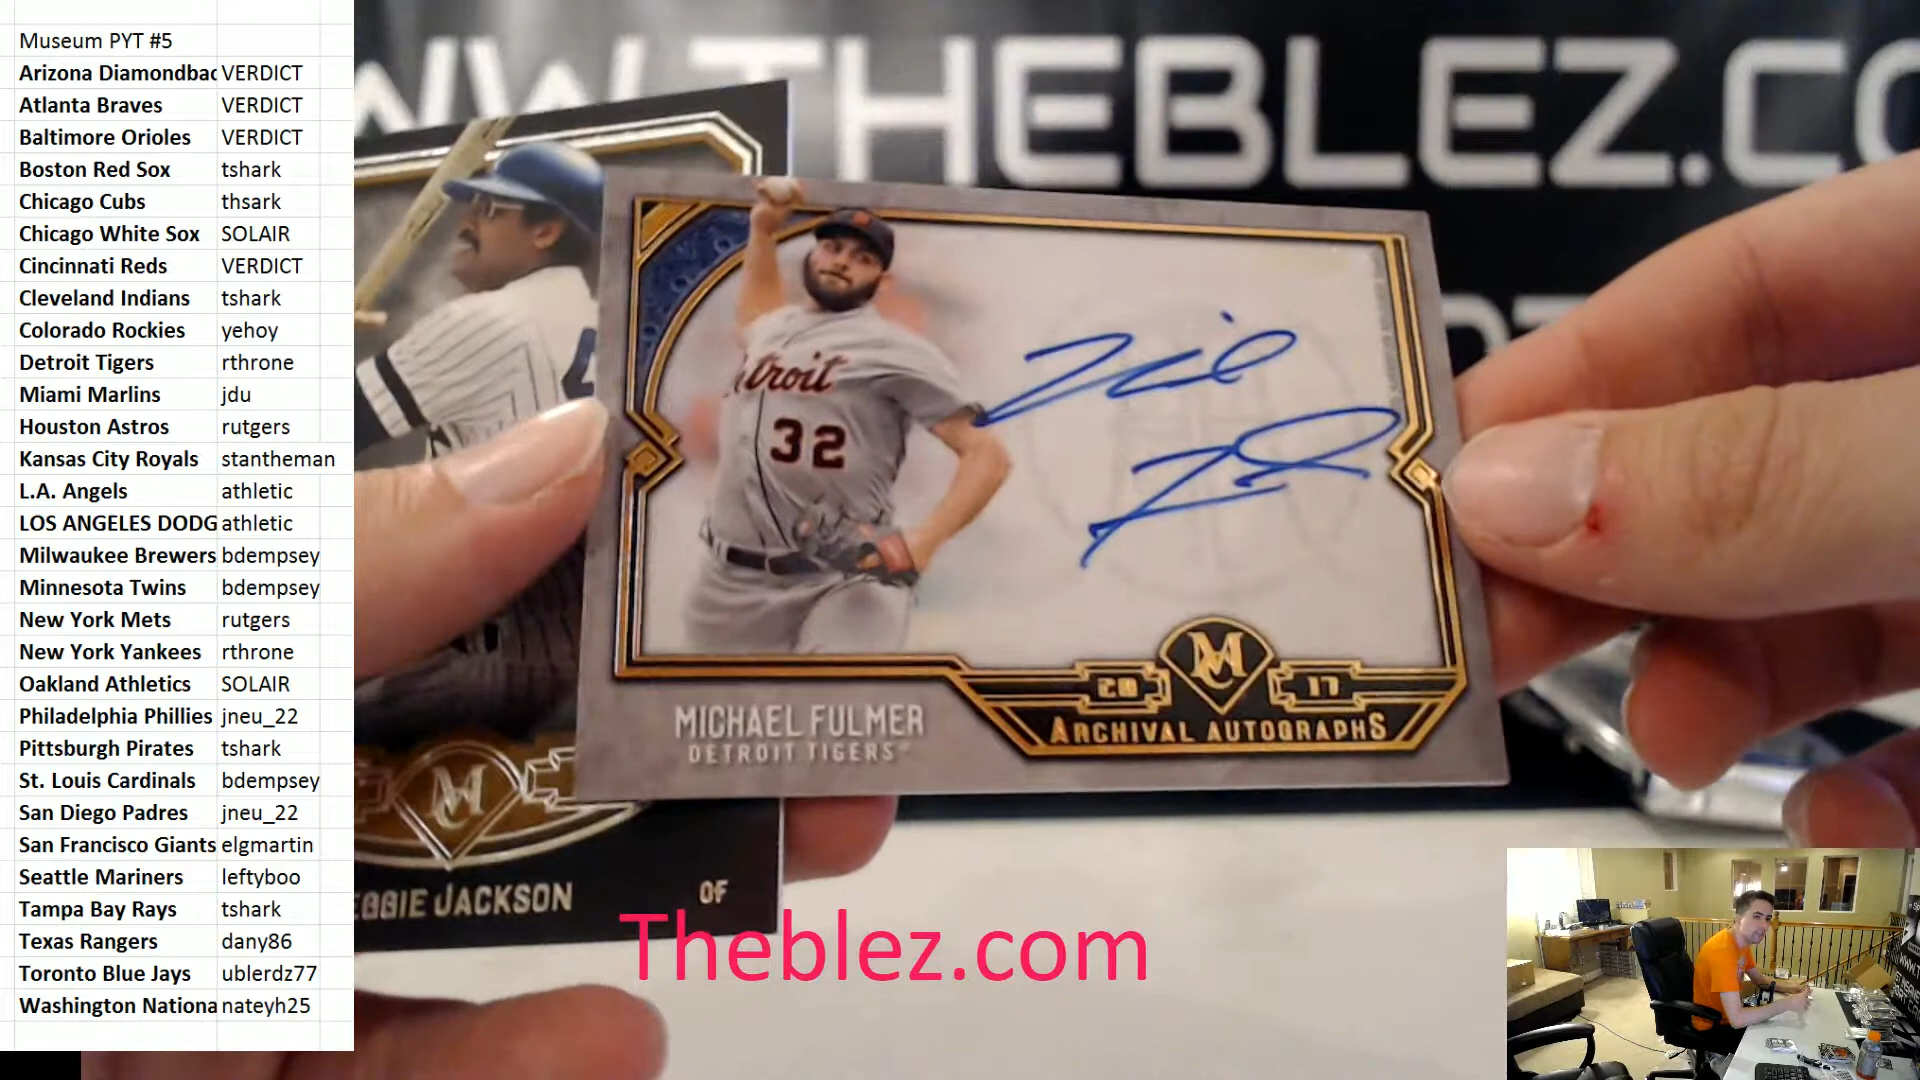 Museum PYT #5
Arizona Diamondbac VERDICT
Atlanta Braves VERDICT
Baltimore Orioles VERDICT
Boston Red Sox tshark
Chicago Cubs thsark
Chicago White Sox SOLAIR
Cincinnati Reds VERDICT
Cleveland Indians tshark
Colorado Rockies yehoy
Detroit Tigers rthrone
Miami Marlins jdu
Houston Astros rutgers
Kansas City Royals stantheman
L.A. Angels athletic
LOS ANGELES DODG athletic
Milwaukee Brewers bdempsey
Minnesota Twins bdempsey
New York Mets rutgers
New York Yankees rthrone
Oakland Athletics SOLAIR
Philadelphia Phillies jneu_22
Pittsburgh Pirates tshark
St. Louis Cardinals bdempsey
San Diego Padres jneu_22
San Francisco Giants elgmartin
Seattle Mariners leftyboo
Tampa Bay Rays tshark
Texas Rangers dany86
Toronto Blue Jays ublerdz77
Washington Nationa nateyh25
WW.THEBLEZ.CO
etroit
32
MC
20 17
ARCHIVAL AUTOGRAPHS
MICHAEL FULMER
DETROIT TIGERS
MC
EGGIE JACKSON OF
Theblez.com